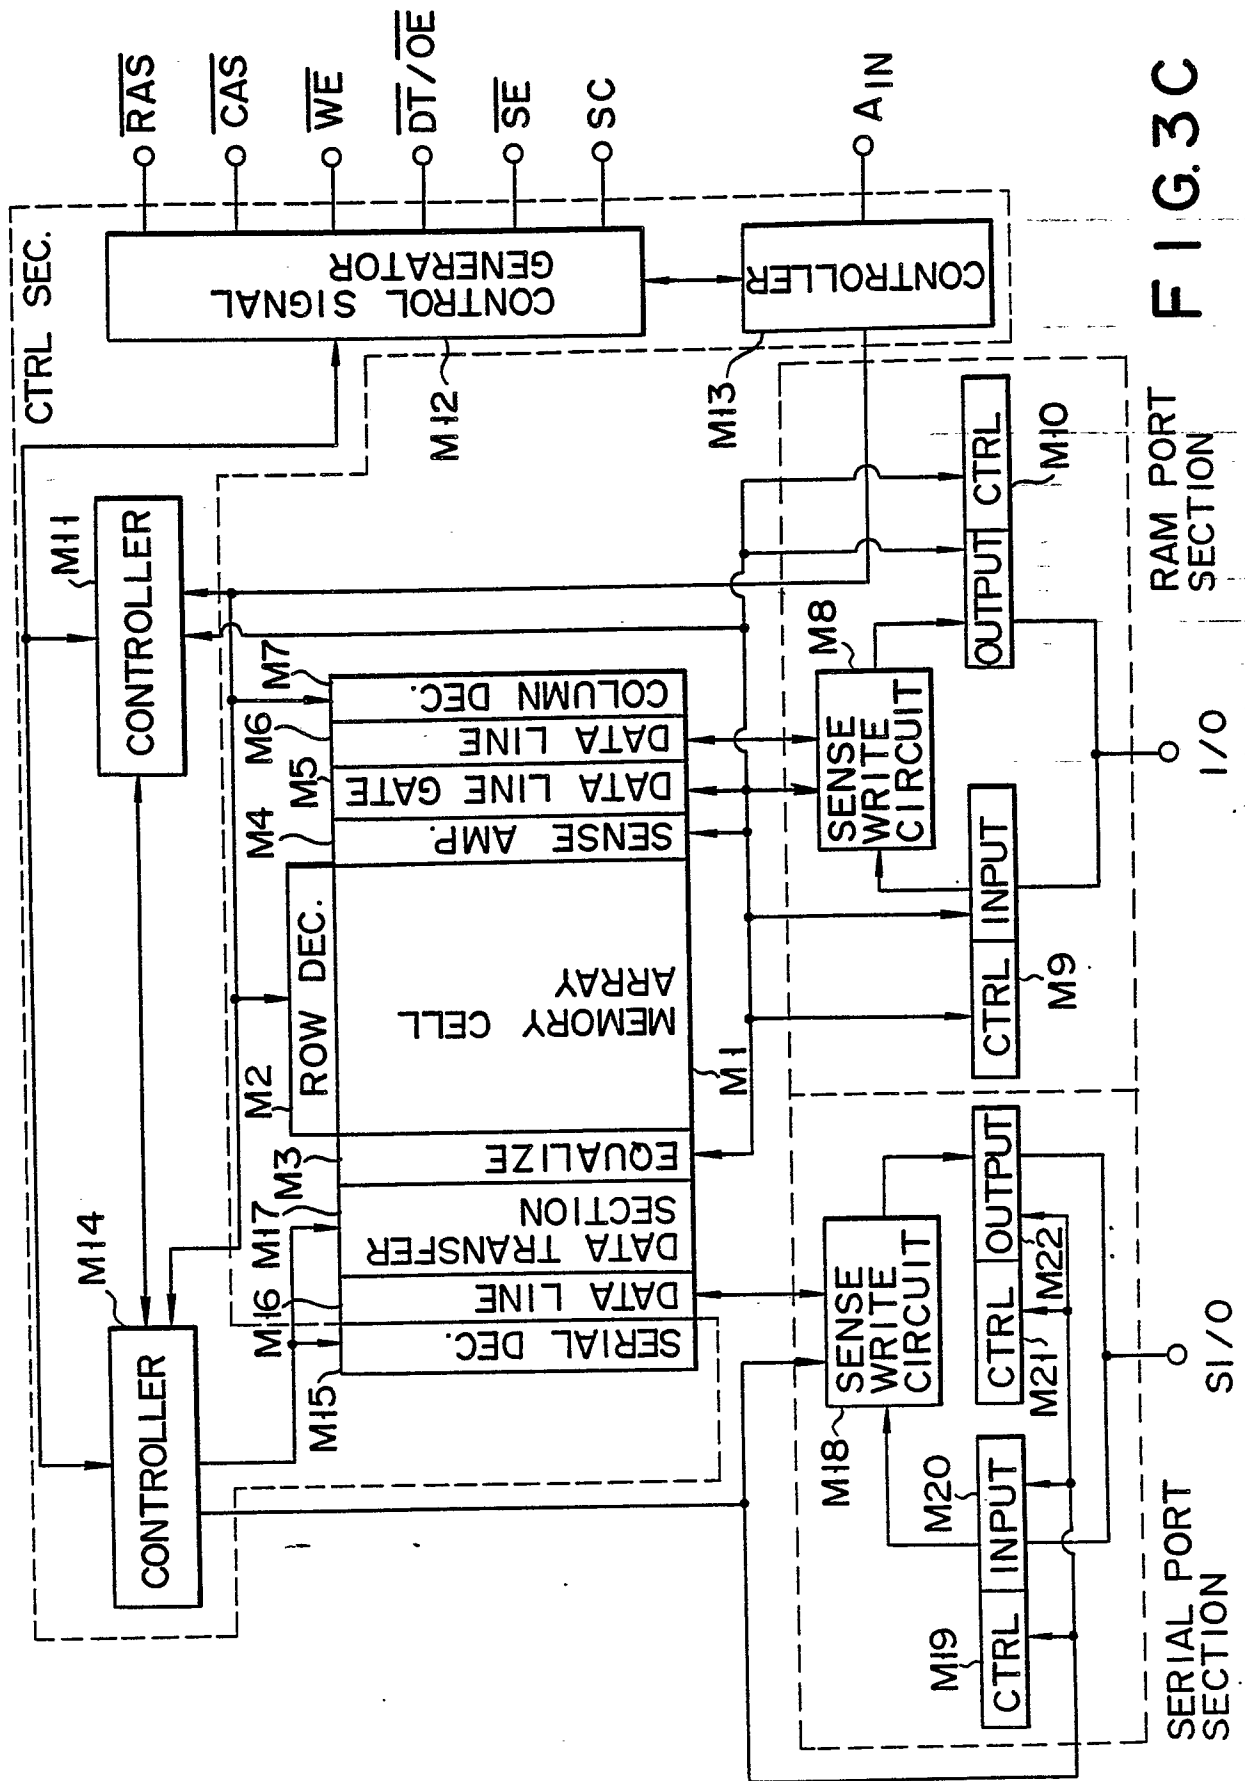 CTRL SEC.
M14
CONTROLLER
M11
CONTROLLER
CONTROL SIGNAL
GENERATOR
M12
RAS
CAS
WE
DT/OE
SE
SC
M13
CONTROLLER
AIN
M15
SERIAL DEC.
M16
DATA LINE
M17
DATA TRANSFER
SECTION
M3
EQUALIZE
M2
ROW DEC.
MEMORY CELL
ARRAY
M1
M4
SENSE AMP.
M5
DATA LINE GATE
M6
DATA LINE
M7
COLUMN DEC.
M18
SENSE
WRITE
CIRCUIT
M8
SENSE
WRITE
CIRCUIT
M19
CTRL
INPUT
M20
CTRL
OUTPUT
M21
M22
CTRL
INPUT
M9
OUTPUT
CTRL
M10
SI/O
I/O
SERIAL PORT
SECTION
RAM PORT
SECTION
FIG. 3C